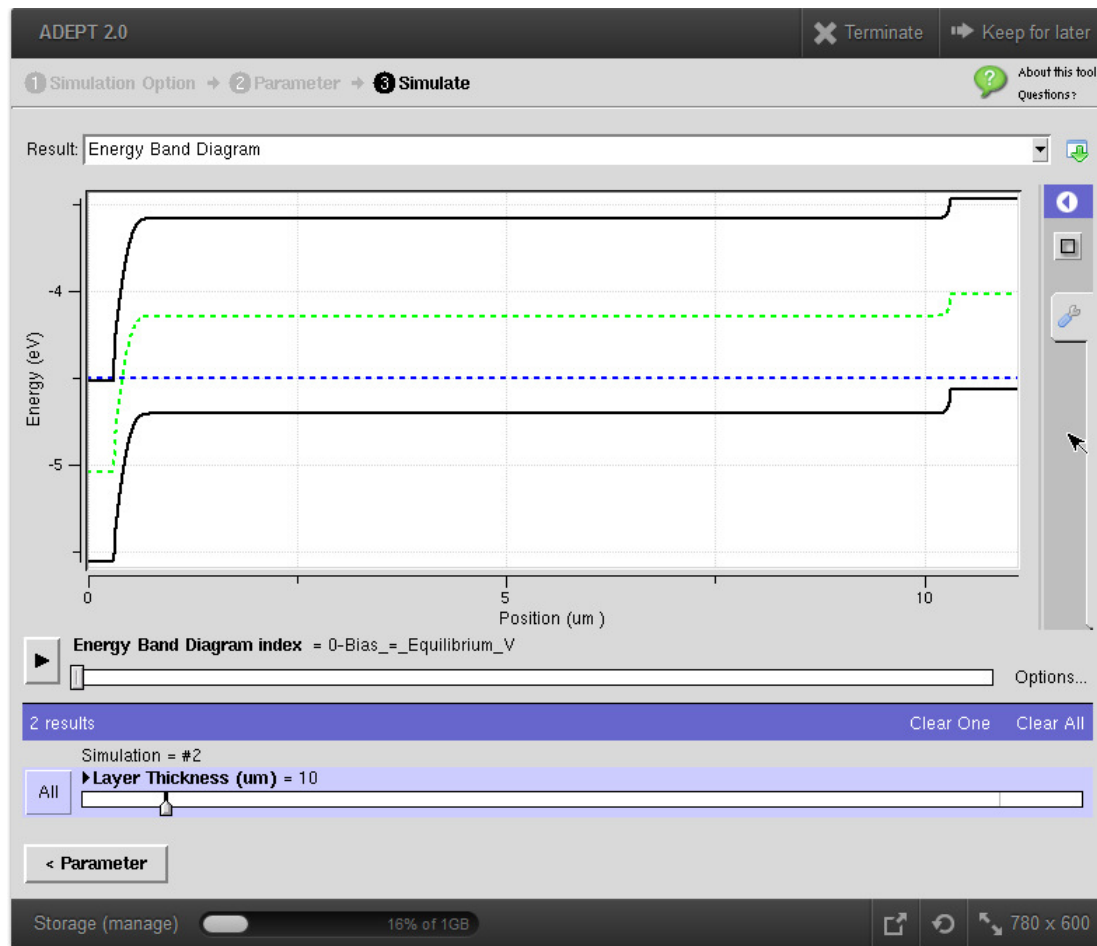 ADEPT 2.0 Terminate Keep for later
1 Simulation Option 2 Parameter 3 Simulate ? About this tool
Questions?
Result: Energy Band Diagram
Energy (eV)
-4
-5
0 5 10
Position (um )
Energy Band Diagram index = 0-Bias_=_Equilibrium_V
Options...
2 results Clear One Clear All
Simulation = #2
All Layer Thickness (um) = 10
< Parameter
Storage (manage) 16% of 1GB 780 x 600